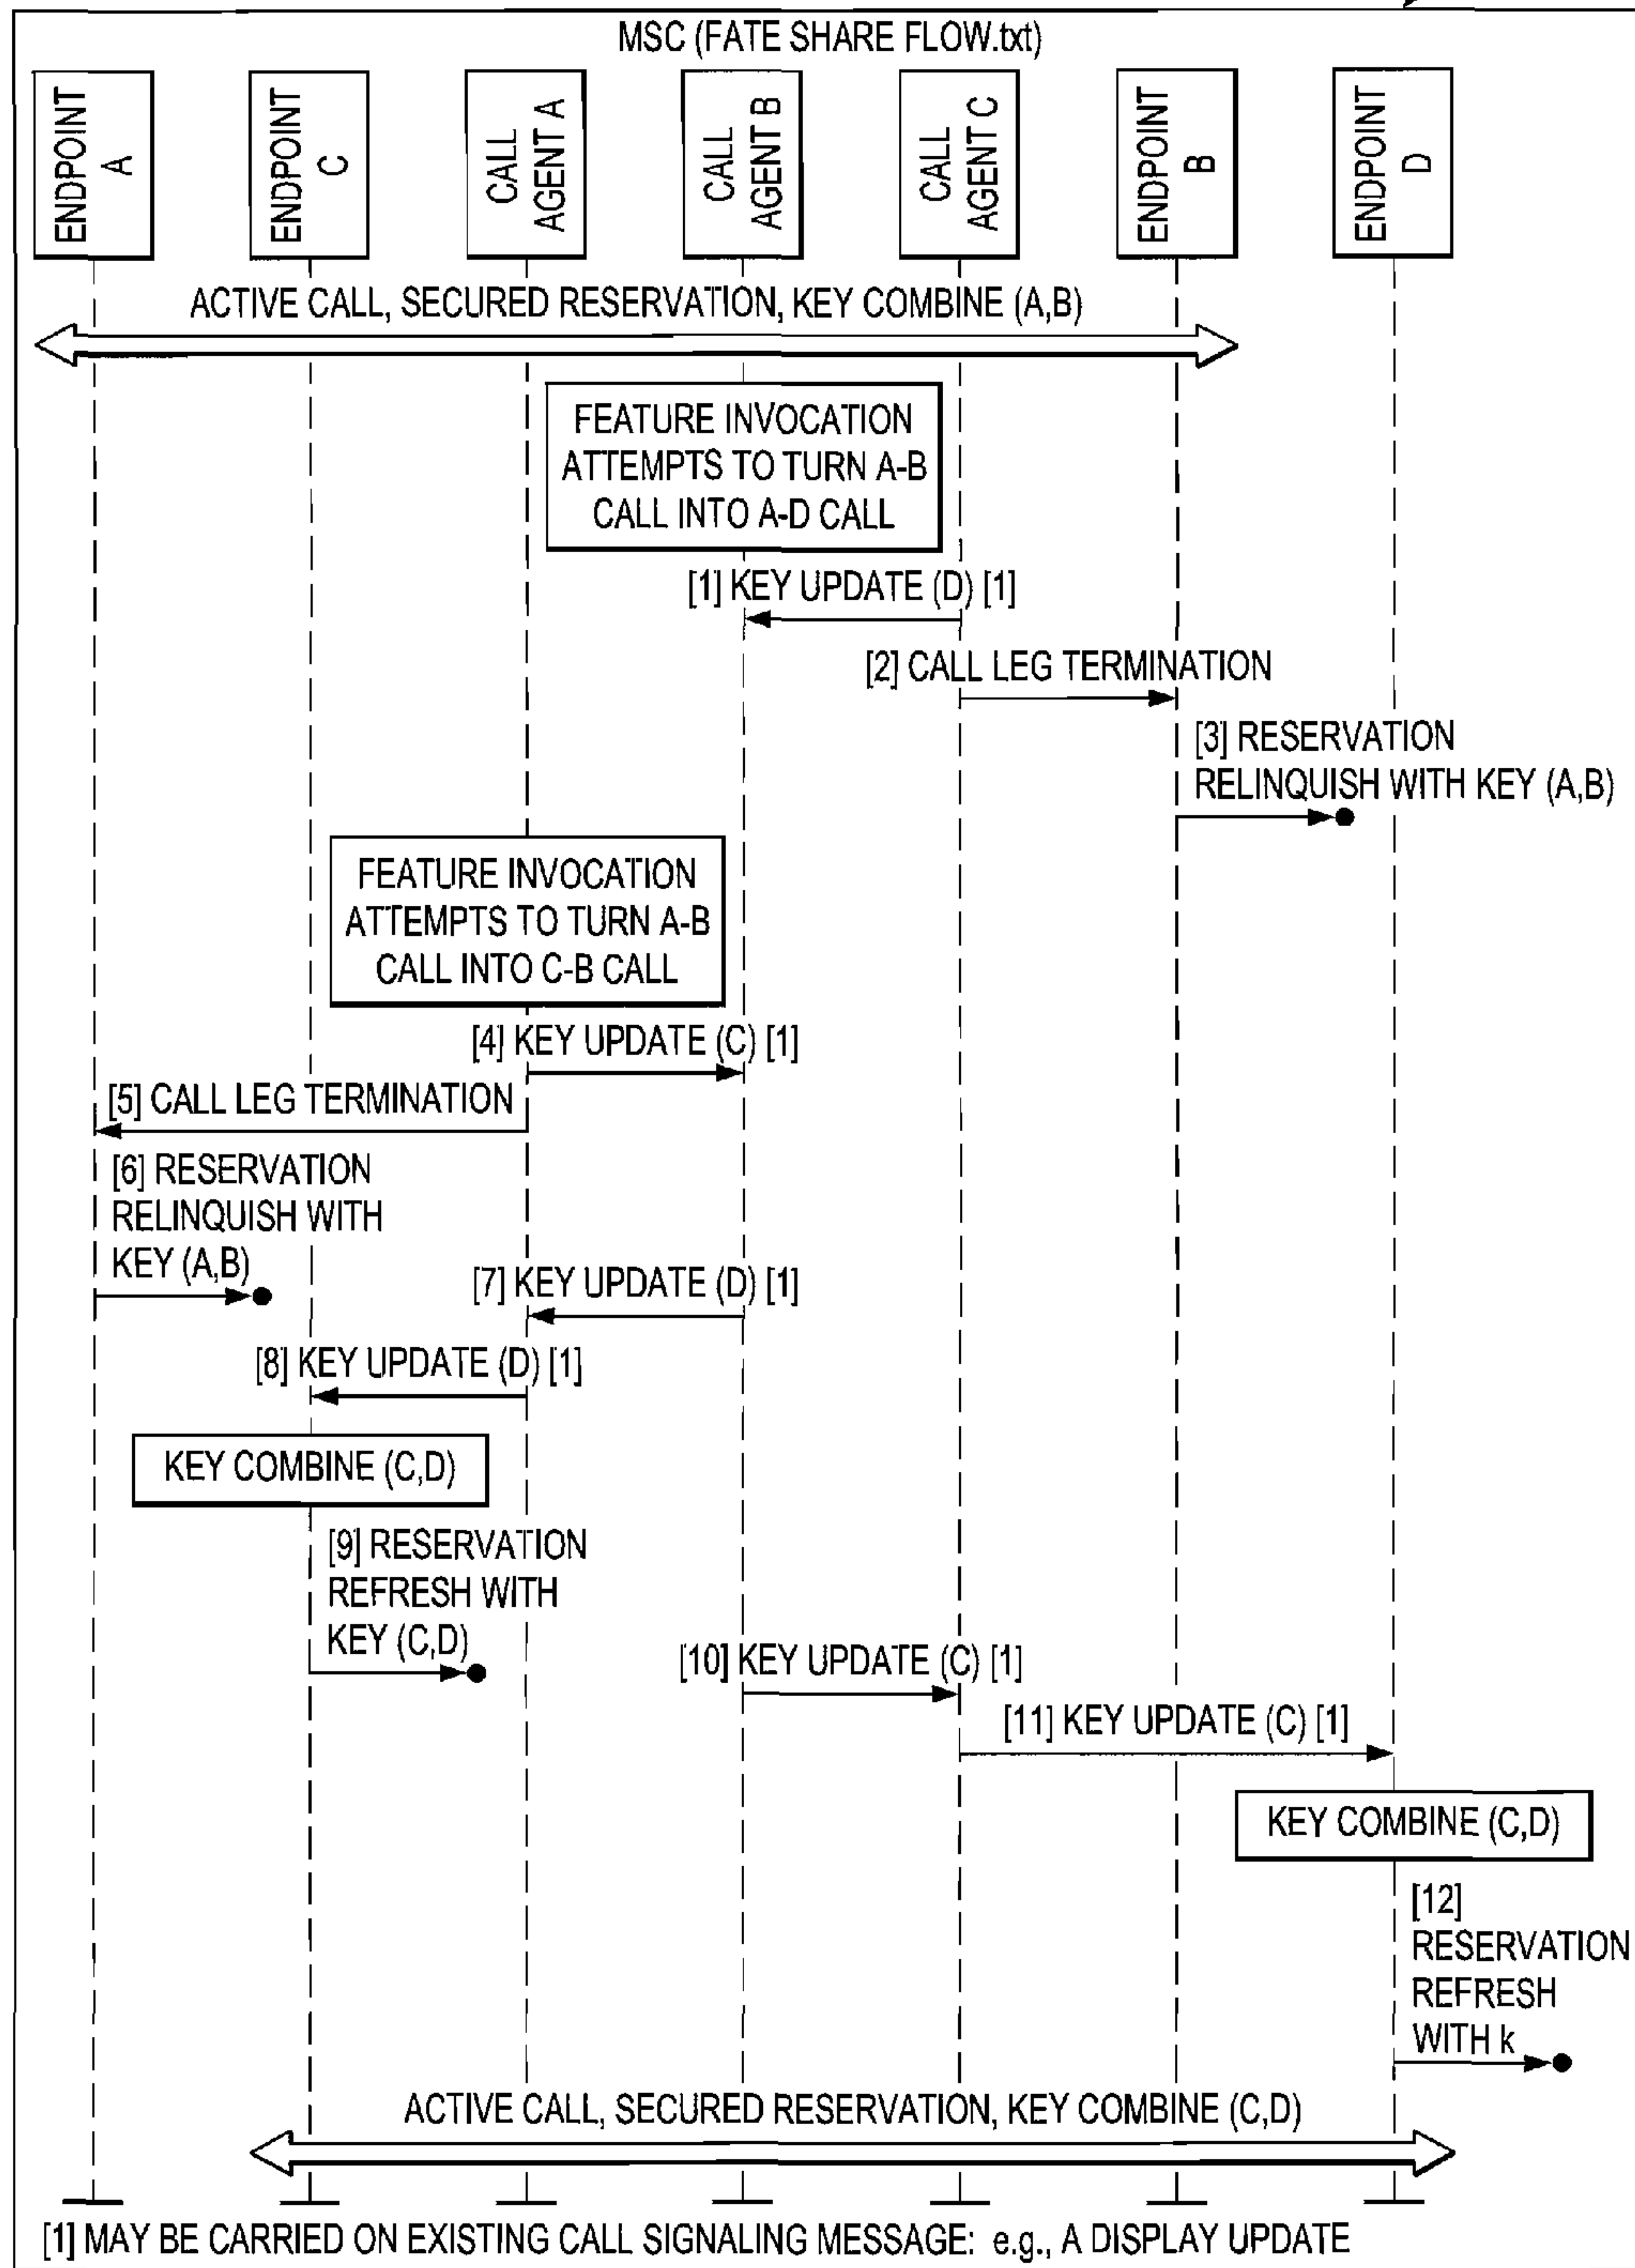 MSC (FATE SHARE FLOW.txt)
ENDPOINT
A
ENDPOINT
C
CALL
AGENT A
CALL
AGENT B
CALL
AGENT C
ENDPOINT
B
ENDPOINT
D
ACTIVE CALL, SECURED RESERVATION, KEY COMBINE (A,B)
FEATURE INVOCATION
ATTEMPTS TO TURN A-B
CALL INTO A-D CALL
[1] KEY UPDATE (D) [1]
[2] CALL LEG TERMINATION
[3] RESERVATION
RELINQUISH WITH KEY (A,B)
FEATURE INVOCATION
ATTEMPTS TO TURN A-B
CALL INTO C-B CALL
[4] KEY UPDATE (C) [1]
[5] CALL LEG TERMINATION
[6] RESERVATION
RELINQUISH WITH
KEY (A,B)
[7] KEY UPDATE (D) [1]
[8] KEY UPDATE (D) [1]
KEY COMBINE (C,D)
[9] RESERVATION
REFRESH WITH
KEY (C,D)
[10] KEY UPDATE (C) [1]
[11] KEY UPDATE (C) [1]
KEY COMBINE (C,D)
[12]
RESERVATION
REFRESH
WITH k
ACTIVE CALL, SECURED RESERVATION, KEY COMBINE (C,D)
[1] MAY BE CARRIED ON EXISTING CALL SIGNALING MESSAGE: e.g., A DISPLAY UPDATE